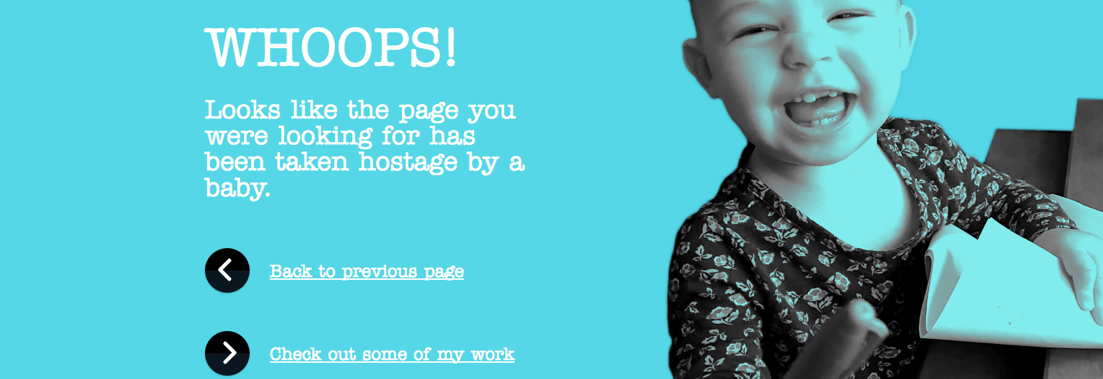 WHOOPS!
Looks like the page you
were looking for has
been taken hostage by a
baby.
Back to previous page
Check out some of my work